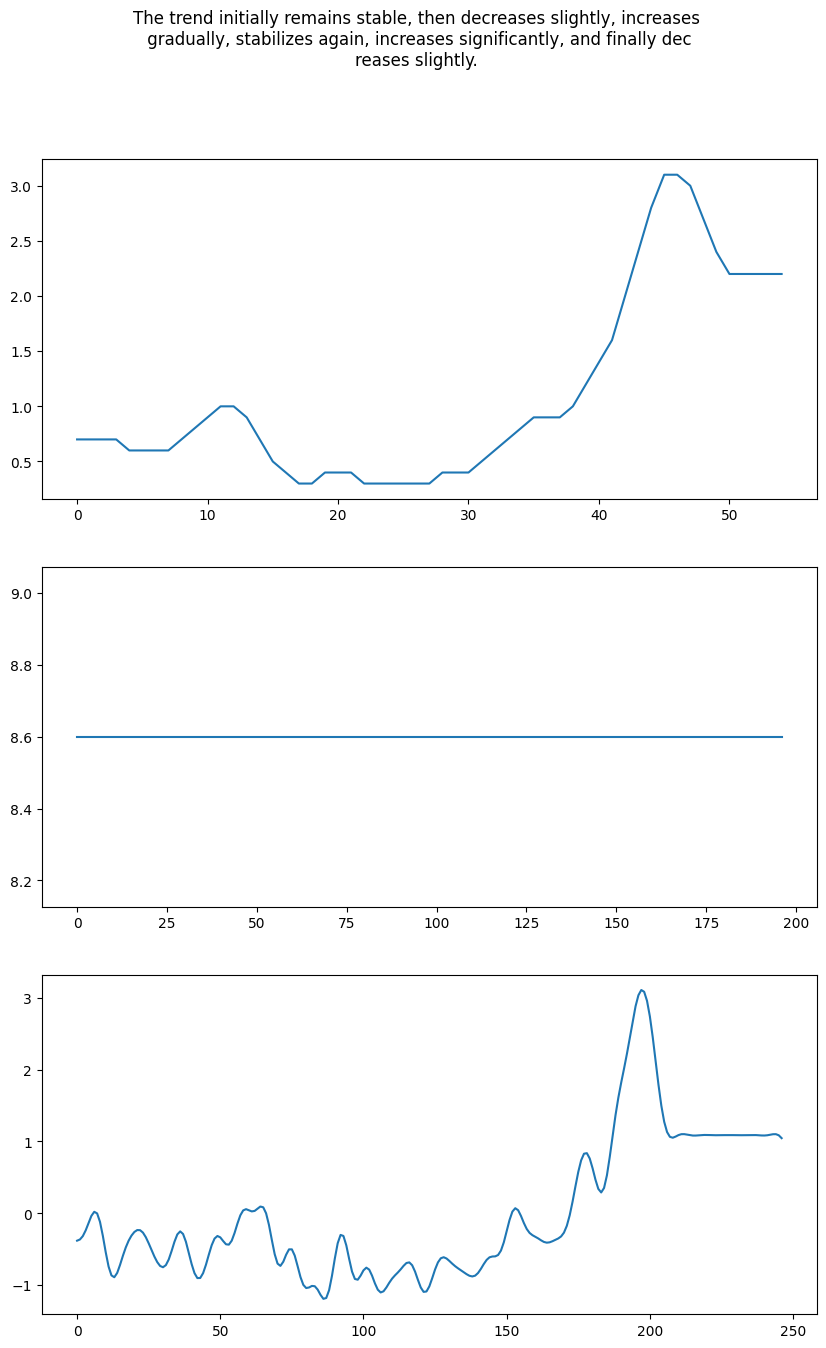 The trend initially remains stable, then decreases slightly, increases
gradually, stabilizes again, increases significantly, and finally dec
reases slightly.
3.0
2.5
2.0
1.5
1.0
0.5
0 10 20 30 40 50
9.0
8.8
8.6
8.4
8.2
0 25 50 75 100 125 150 175 200
3
2
1
0
−1
0 50 100 150 200 250